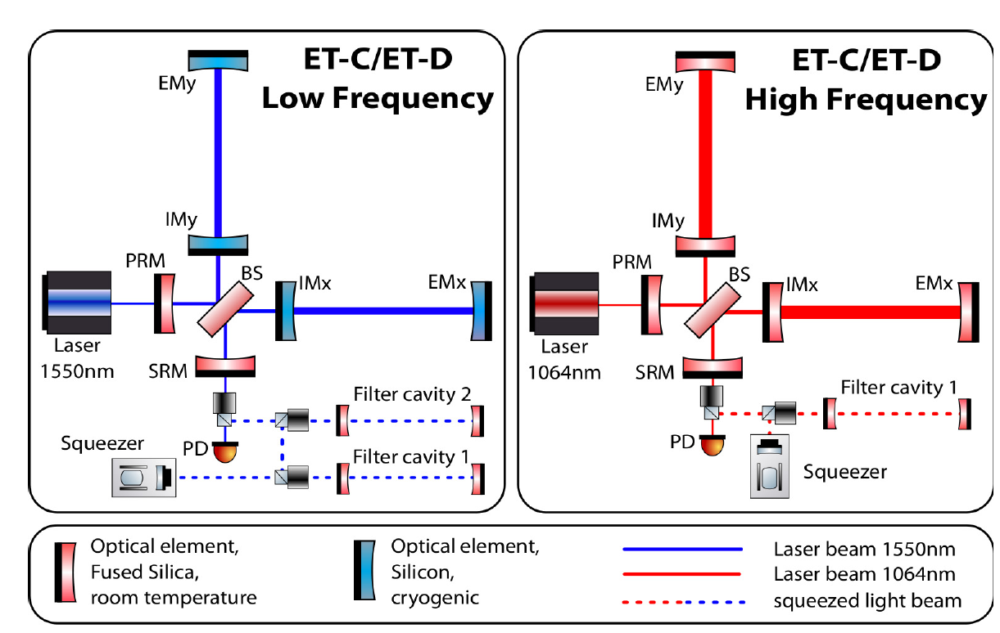 ET-C/ET-D
Low Frequency
EMy
IMy
PRM
BS
IMx
EMx
Laser
1550nm
SRM
Filter cavity 2
Squeezer
PD
Filter cavity 1
ET-C/ET-D
High Frequency
EMy
IMy
PRM
BS
IMx
EMx
Laser
1064nm
SRM
Filter cavity 1
PD
Squeezer
Optical element,
Fused Silica,
room temperature
Optical element,
Silicon,
cryogenic
Laser beam 1550nm
Laser beam 1064nm
squeezed light beam